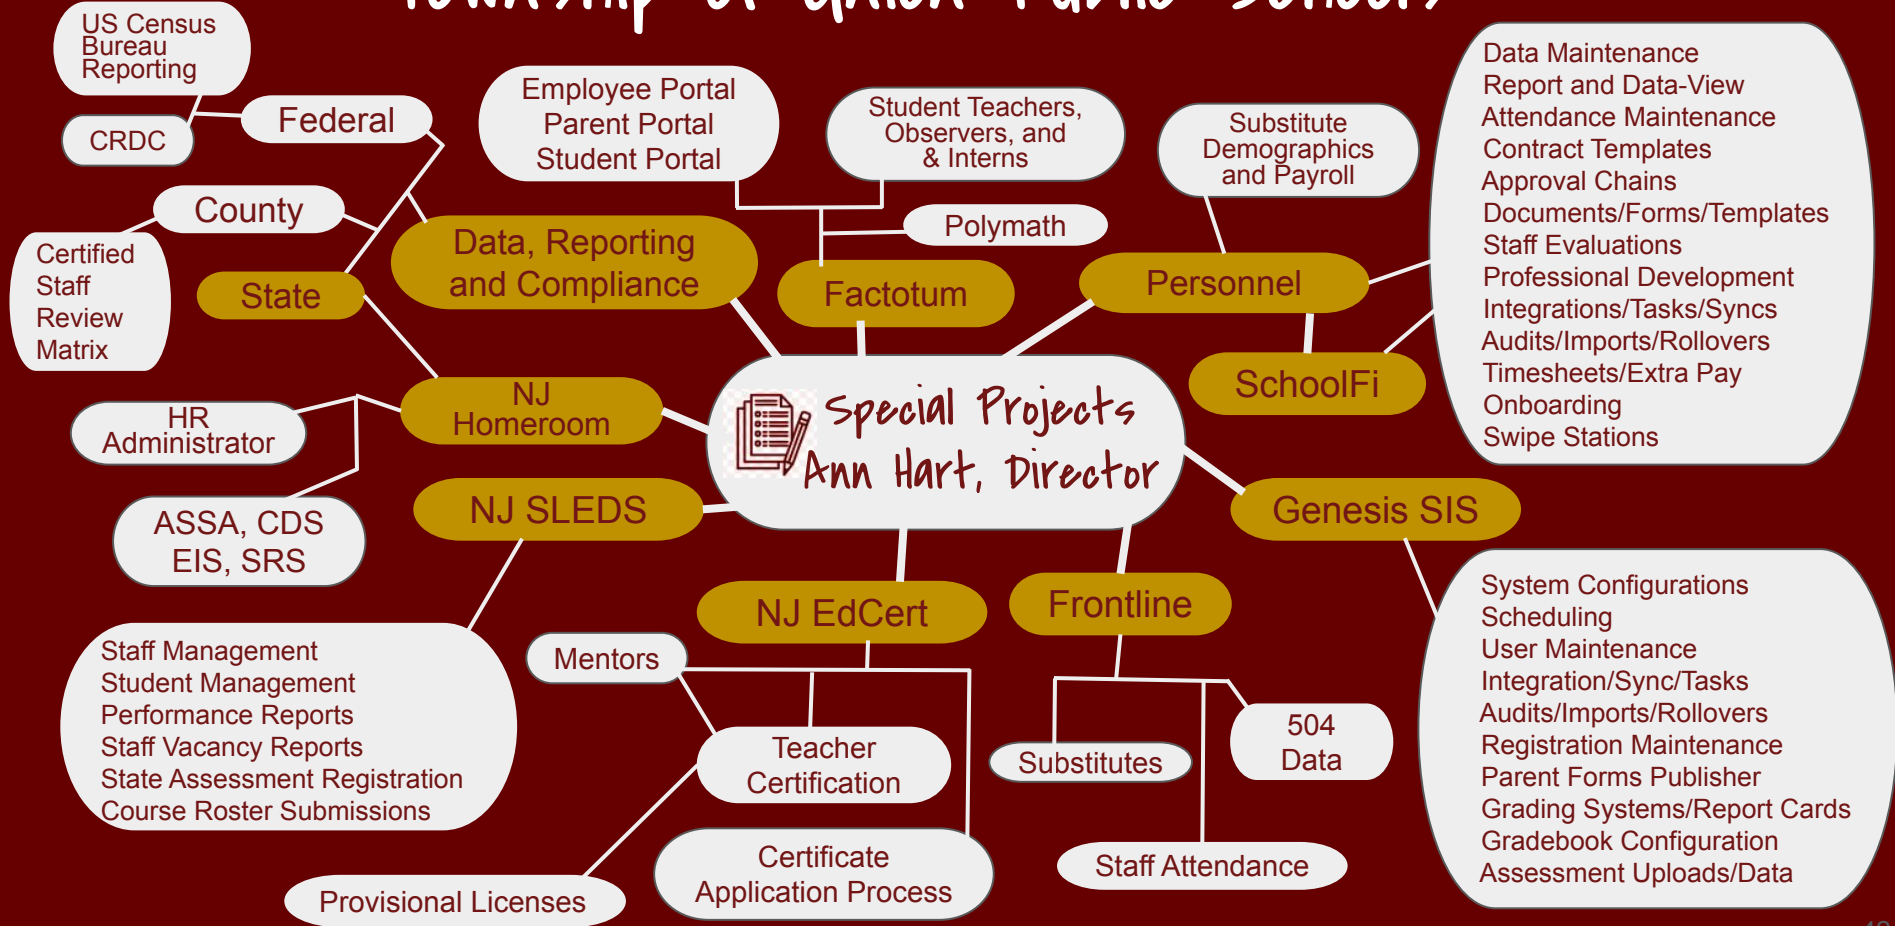 Township of Union Public Schools
US Census
Bureau
Reporting
CRDC
Federal
County
Certified
Staff
Review
Matrix
State
Data, Reporting
and Compliance
Employee Portal
Parent Portal
Student Portal
Student Teachers,
Observers, and
& Interns
Polymath
Factotum
Substitute
Demographics
and Payroll
Personnel
SchoolFi
Data Maintenance
Report and Data-View
Attendance Maintenance
Contract Templates
Approval Chains
Documents/Forms/Templates
Staff Evaluations
Professional Development
Integrations/Tasks/Syncs
Audits/Imports/Rollovers
Timesheets/Extra Pay
Onboarding
Swipe Stations
NJ
Homeroom
HR
Administrator
ASSA, CDS
EIS, SRS
Special Projects
Ann Hart, Director
NJ SLEDS
Staff Management
Student Management
Performance Reports
Staff Vacancy Reports
State Assessment Registration
Course Roster Submissions
NJ EdCert
Mentors
Teacher
Certification
Provisional Licenses
Certificate
Application Process
Frontline
Substitutes
504
Data
Staff Attendance
Genesis SIS
System Configurations
Scheduling
User Maintenance
Integration/Sync/Tasks
Audits/Imports/Rollovers
Registration Maintenance
Parent Forms Publisher
Grading Systems/Report Cards
Gradebook Configuration
Assessment Uploads/Data